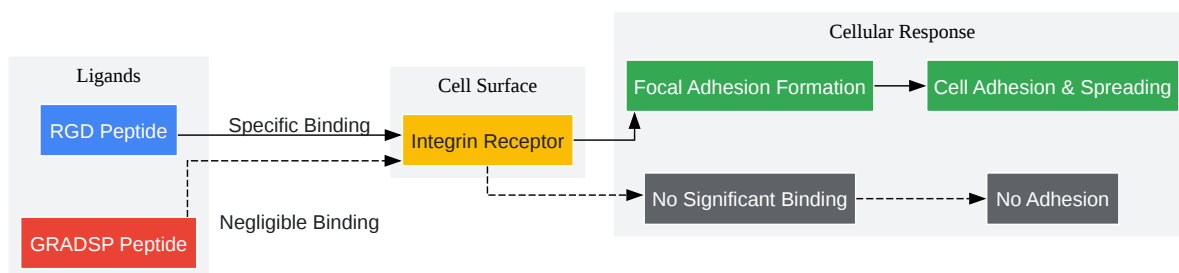 Cellular Response
Ligands
Cell Surface
Focal Adhesion Formation
Cell Adhesion & Spreading
RGD Peptide
Specific Binding
Integrin Receptor
No Significant Binding
No Adhesion
Negligible Binding
GRADSP Peptide